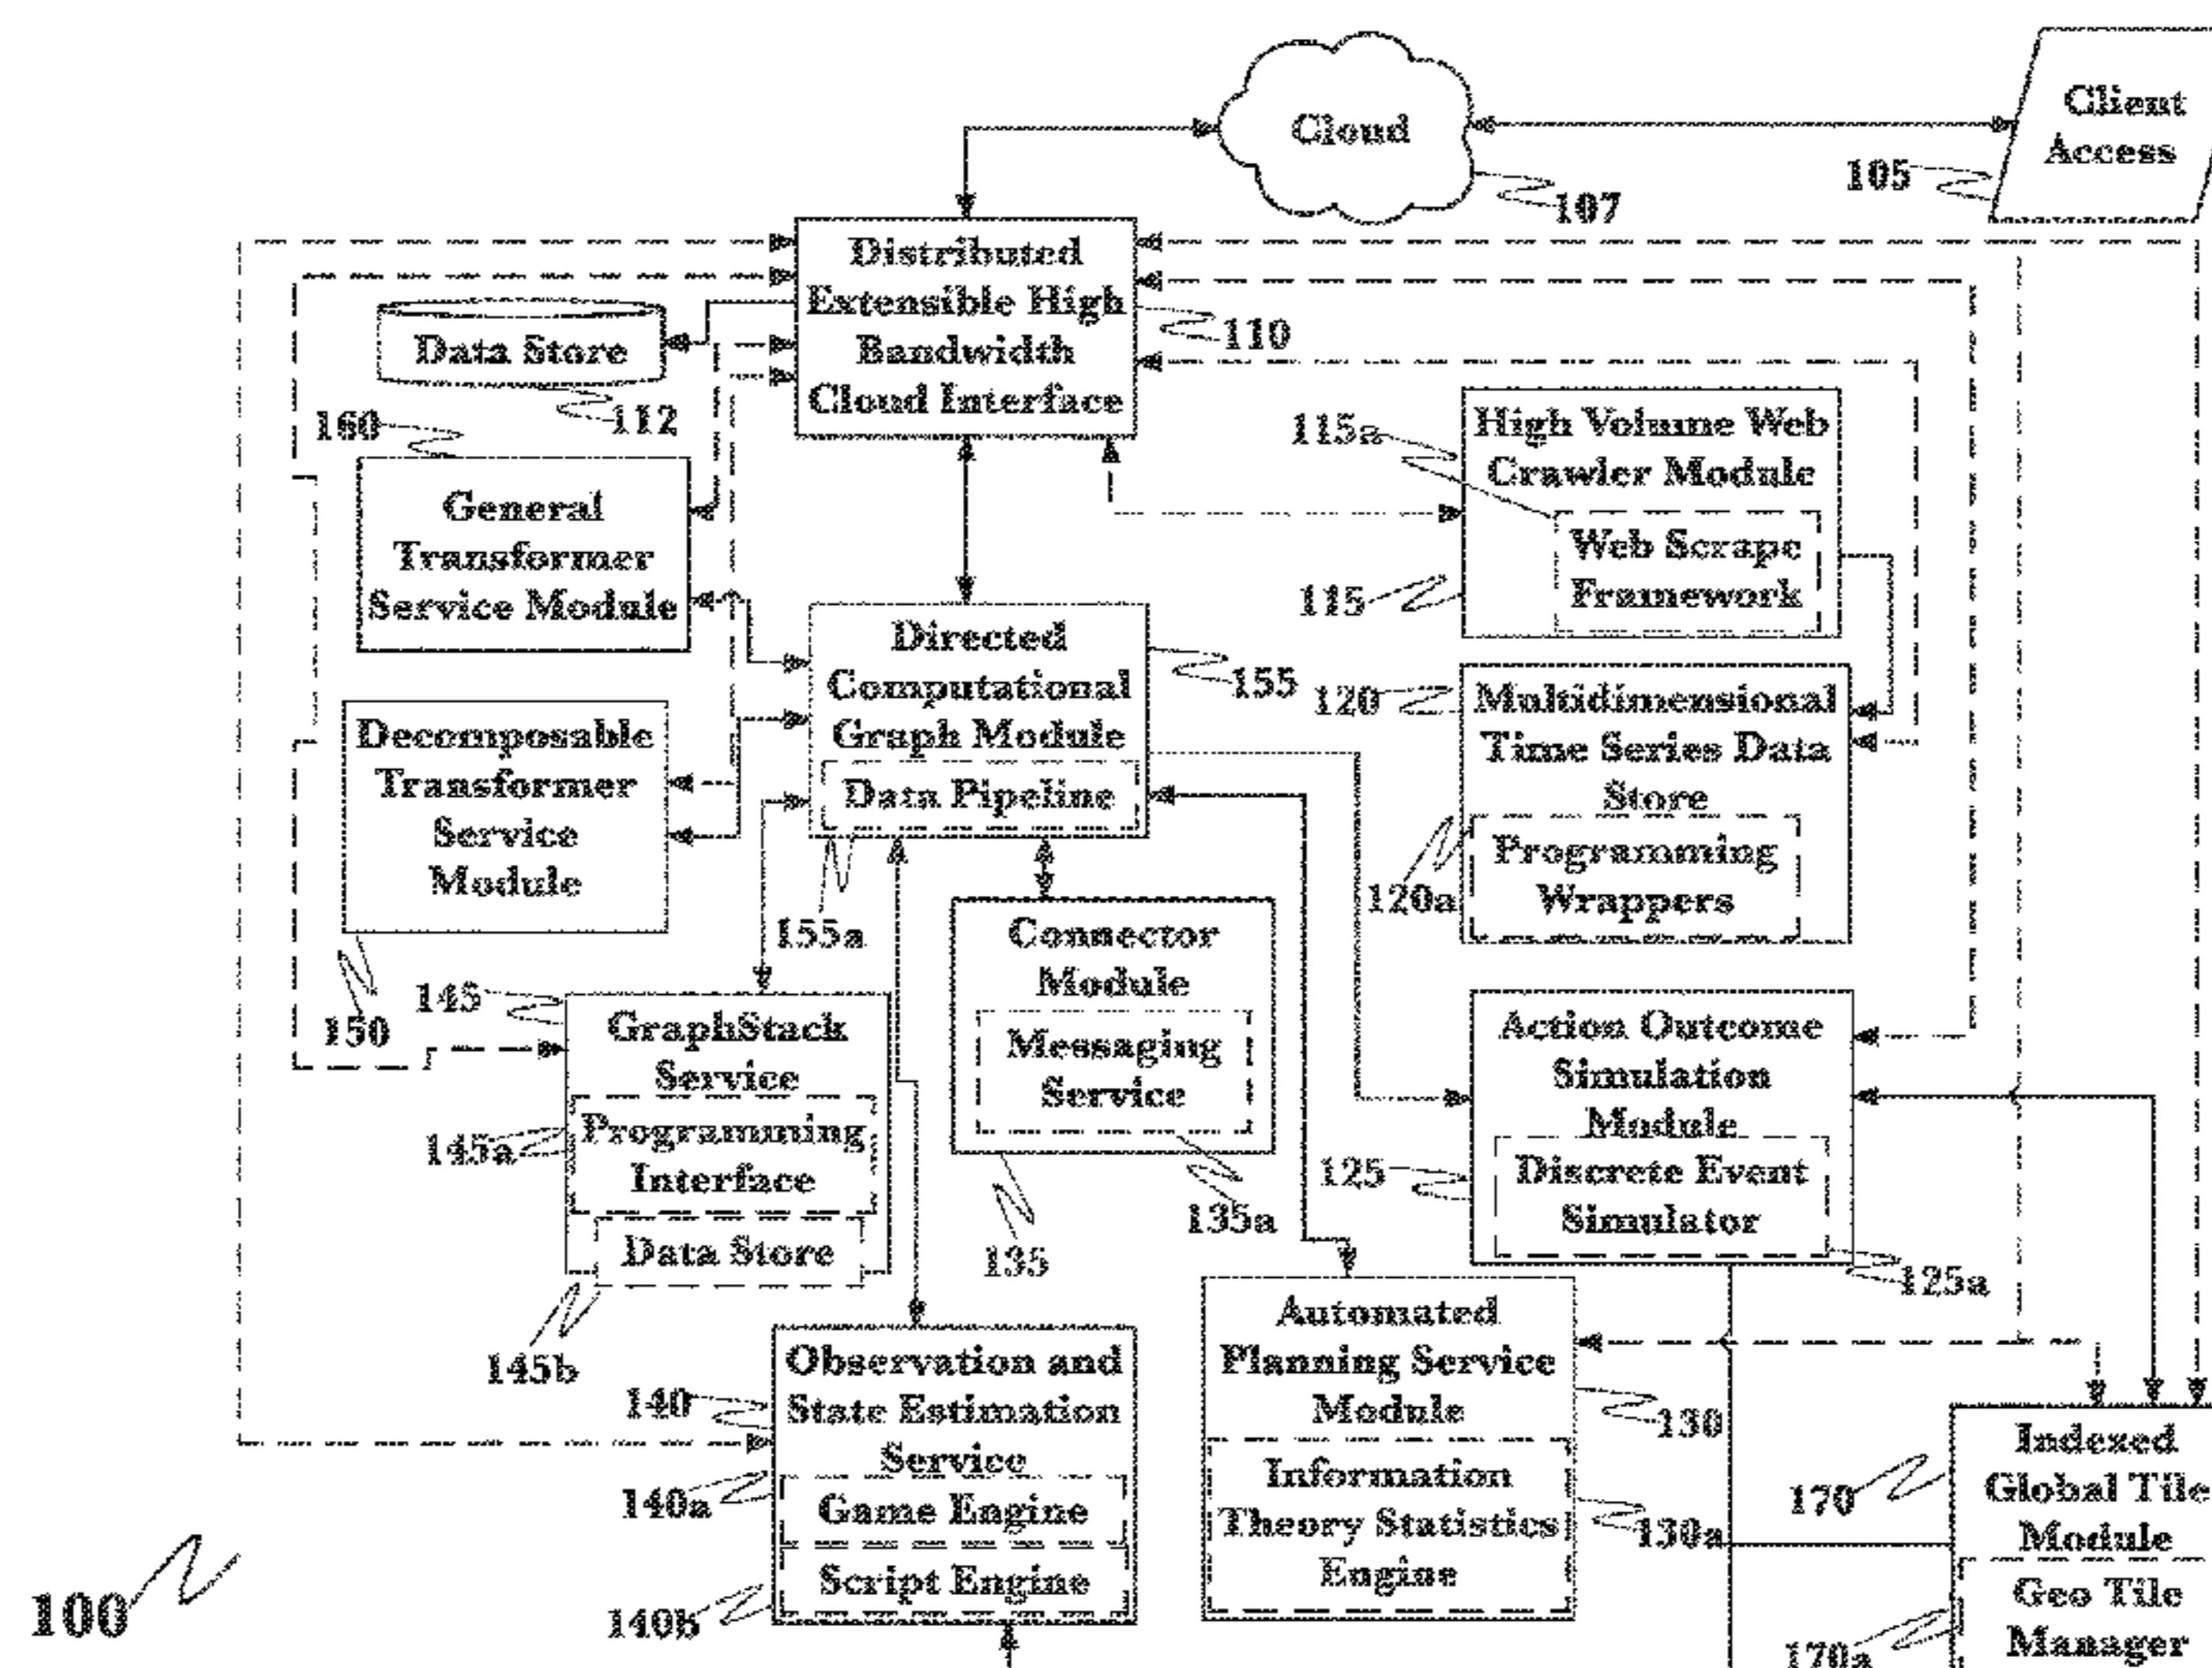 Cloud
107
Client
Access
105
Distributed
Extensible High
Bandwidth
Cloud Interface
110
Data Store
112
160
General
Transformer
Service Module
High Volume Web
Crawler Module
115a
Web Scrape
Framework
115
Directed
Computational
Graph Module
Data Pipeline
155
155a
120
Multidimensional
Time Series Data
Store
Programming
Wrappers
120a
Decomposable
Transformer
Service
Module
150
145
GraphStack
Service
Programming
Interface
145a
Data Store
145b
Connector
Module
Messaging
Service
135
135a
Action Outcome
Simulation
Module
Discrete Event
Simulator
125
125a
Observation and
State Estimation
Service
140
Game Engine
140a
Script Engine
140b
Automated
Planning Service
Module
130
Information
Theory Statistics
Engine
130a
Indexed
Global Tile
Module
170
Geo Tile
Manager
170a
100